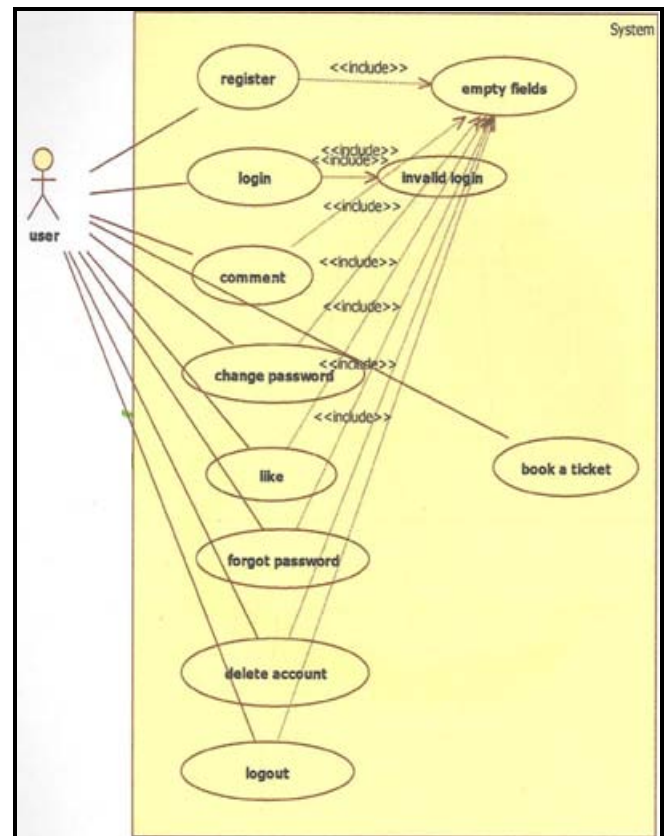 System
register
<<include>>
empty fields
<<include>>
<<include>>
login
invalid login
user
<<include>>
comment
<<include>>
<<include>>
change password
<<include>>
<<include>>
like
book a ticket
forgot password
delete account
logout